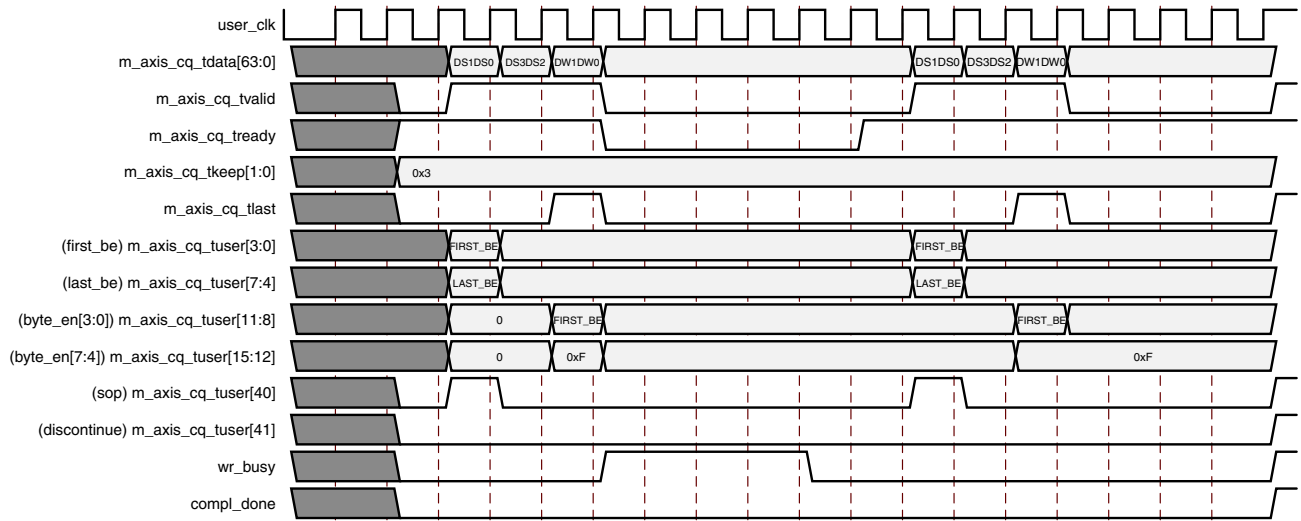 user_clk
m_axis_cq_tdata[63:0] DS1DS0 DS3DS2 DW1DW0 DS1DS0 DS3DS2 DW1DW0
m_axis_cq_tvalid
m_axis_cq_tready
m_axis_cq_tkeep[1:0] 0x3
m_axis_cq_tlast
(first_be) m_axis_cq_tuser[3:0] FIRST_BE FIRST_BE
(last_be) m_axis_cq_tuser[7:4] LAST_BE LAST_BE
(byte_en[3:0]) m_axis_cq_tuser[11:8] 0 FIRST_BE FIRST_BE
(byte_en[7:4]) m_axis_cq_tuser[15:12] 0 0xF 0xF
(sop) m_axis_cq_tuser[40]
(discontinue) m_axis_cq_tuser[41]
wr_busy
compl_done